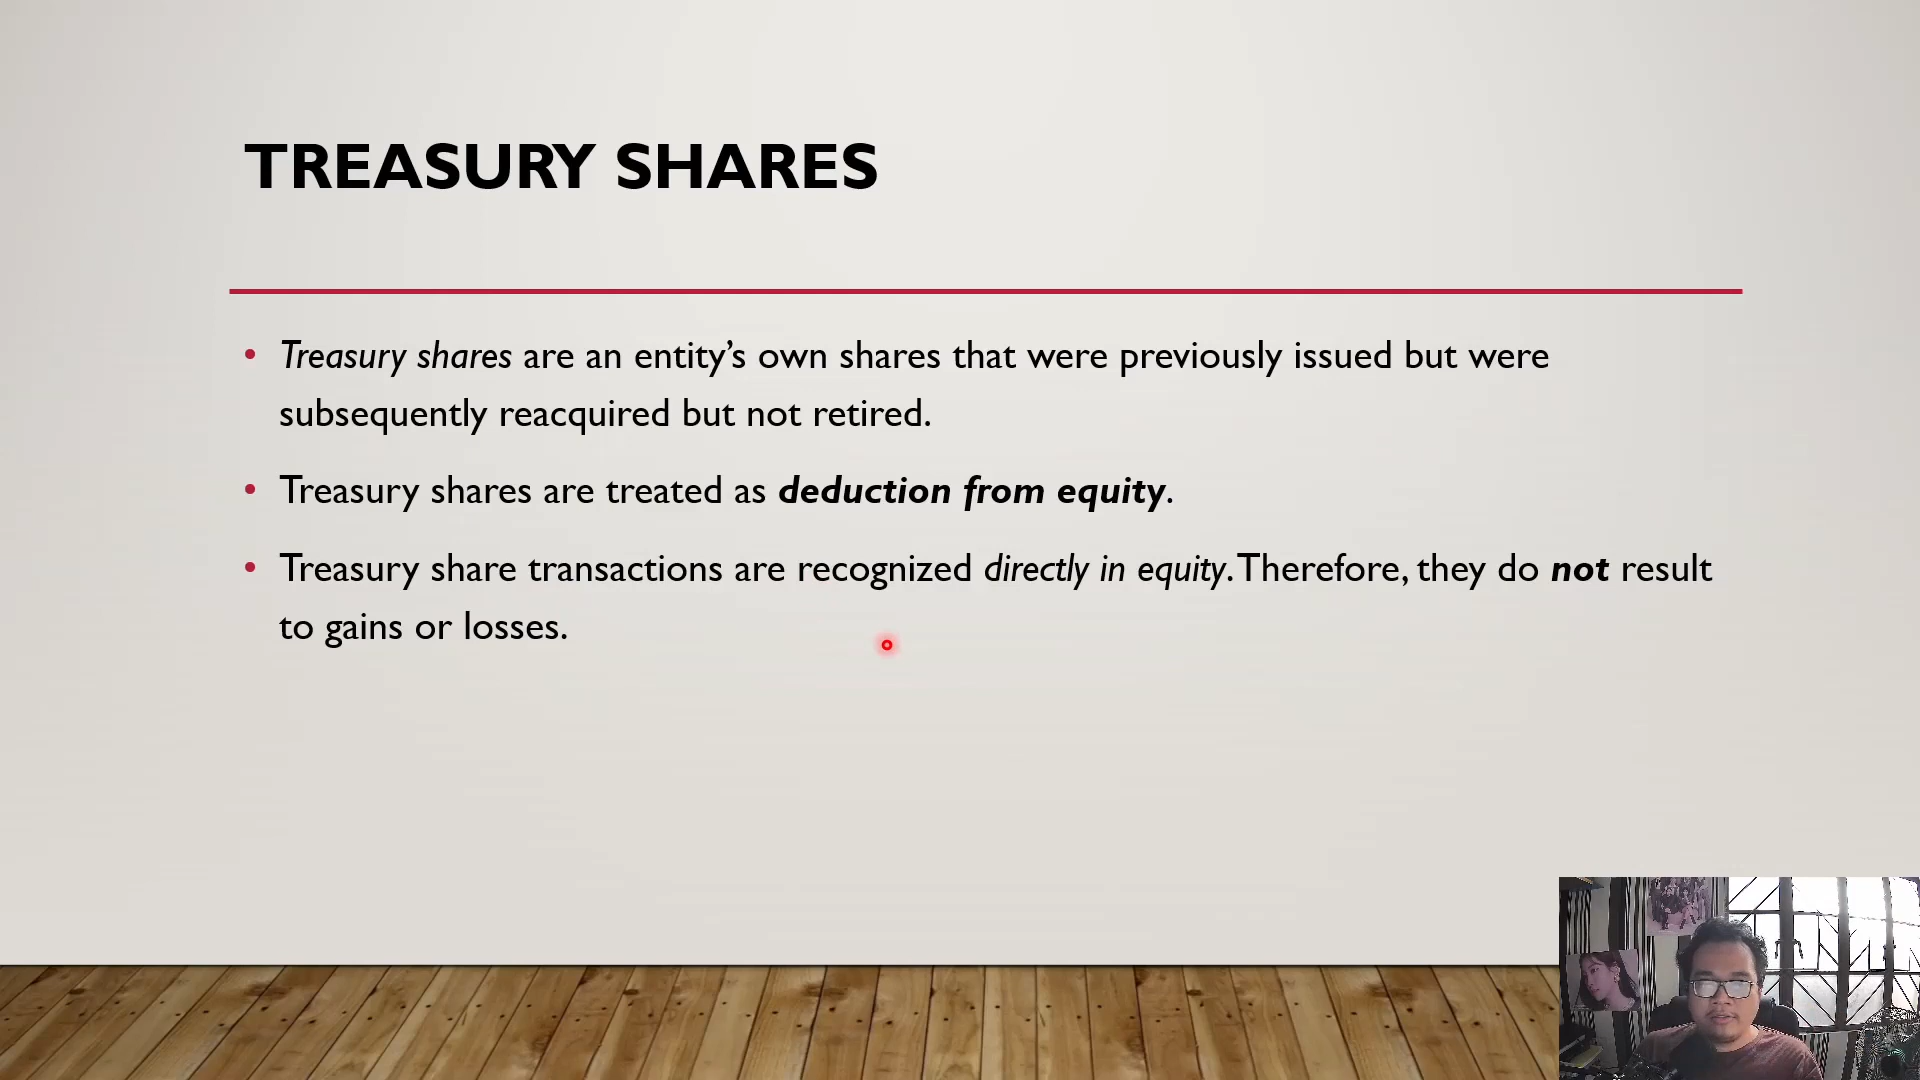 TREASURY SHARES
• Treasury shares are an entity’s own shares that were previously issued but were
subsequently reacquired but not retired.
• Treasury shares are treated as deduction from equity.
• Treasury share transactions are recognized directly in equity. Therefore, they do not result
to gains or losses.